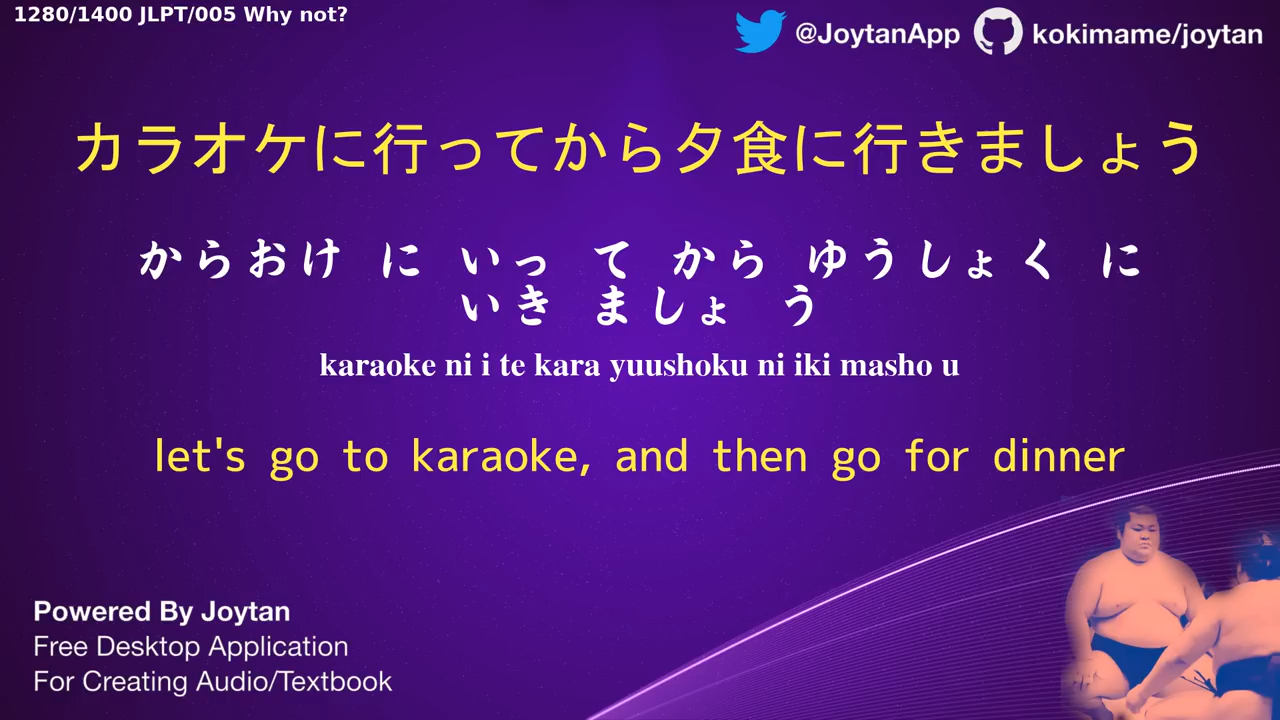 1280/1400 JLPT/005 Why not?
@JoytanApp kokimame/joytan
カラオケに行ってから夕食に行きましょう
からおけ に いっ て から ゆうしょく に
いき ましょ う
karaoke ni i te kara yuushoku ni iki masho u
let's go to karaoke, and then go for dinner
Powered By Joytan
Free Desktop Application
For Creating Audio/Textbook